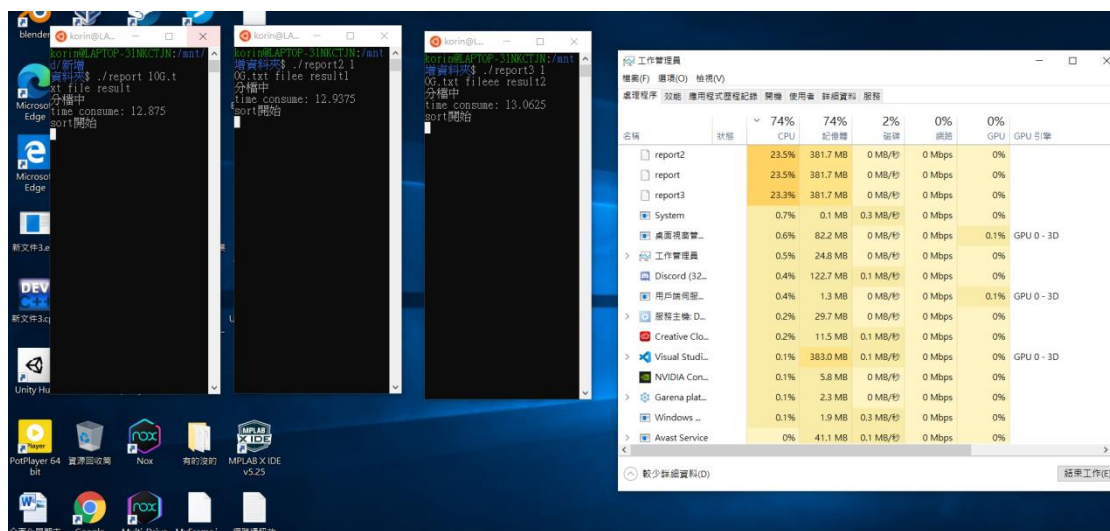 blender
Microsof
Edge
Microsof
Edge
新文件3.e
DEV
C++
新文件3.c
Unity Hu
PotPlayer 64
bit
資源回收筒
Nox
有的沒的
MPLAB X IDE
v5.25
korin@LA...
korin@LAPTOP-31NKCTJN:/mnt/
d/新增
資料夾$ ./report 10G.t
xt file result
分檔中
time consume: 12.875
sort開始
korin@LA...
korin@LAPTOP-31NKCTJN:/mnt
增資料夾$ ./report2 1
0G.txt filee result1
分檔中
time consume: 12.9375
sort開始
korin@L...
korin@LAPTOP-31NKCTJN:/mnt
增資料夾$ ./report3 1
0G.txt fileee result2
分檔中
time consume: 13.0625
sort開始
工作管理員
檔案(F) 選項(O) 檢視(V)
處理程序 效能 應用程式歷程記錄 開機 使用者 詳細資料 服務
74% 74% 2% 0% 0%
名稱 狀態 CPU 記憶體 磁碟 網路 GPU GPU 引擎
report2 23.5% 381.7 MB 0 MB/秒 0 Mbps 0%
report 23.5% 381.7 MB 0 MB/秒 0 Mbps 0%
report3 23.3% 381.7 MB 0 MB/秒 0 Mbps 0%
System 0.7% 0.1 MB 0.3 MB/秒 0 Mbps 0%
桌面視窗管... 0.6% 82.2 MB 0 MB/秒 0 Mbps 0.1% GPU 0 - 3D
工作管理員 0.5% 24.8 MB 0 MB/秒 0 Mbps 0%
Discord (32... 0.4% 122.7 MB 0.1 MB/秒 0 Mbps 0%
用戶端伺服... 0.4% 1.3 MB 0 MB/秒 0 Mbps 0.1% GPU 0 - 3D
服務主機: D... 0.2% 29.7 MB 0 MB/秒 0 Mbps 0%
Creative Clo... 0.2% 11.5 MB 0.1 MB/秒 0 Mbps 0%
Visual Studi... 0.1% 383.0 MB 0.1 MB/秒 0 Mbps 0% GPU 0 - 3D
NVIDIA Con... 0.1% 5.8 MB 0 MB/秒 0 Mbps 0%
Garena plat... 0.1% 2.3 MB 0 MB/秒 0 Mbps 0%
Windows ... 0.1% 1.9 MB 0.3 MB/秒 0 Mbps 0%
Avast Service 0% 41.1 MB 0.1 MB/秒 0 Mbps 0%
較少詳細資料(D)
結束工作(E)